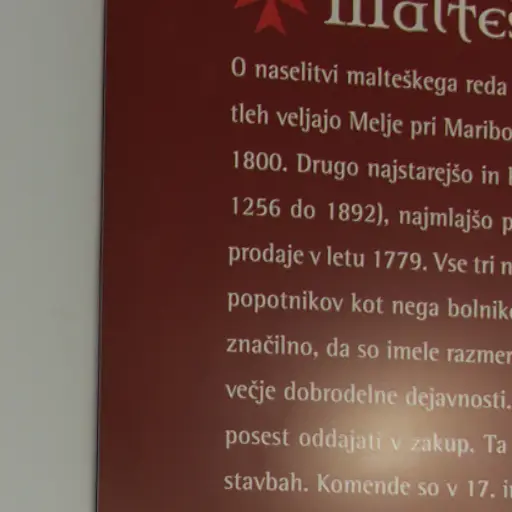 Malteš
O naselitvi malteškega reda
tleh veljajo Melje pri Maribo
1800. Drugo najstarejšo in
1256 do 1892), najmlajšo p
prodaje v letu 1779. Vse tri n
popotnikov kot nega bolnik
značilno, da so imele razmer
večje dobrodelne dejavnosti.
posest oddajati v zakup. Ta
stavbah. Komende so v 17. i